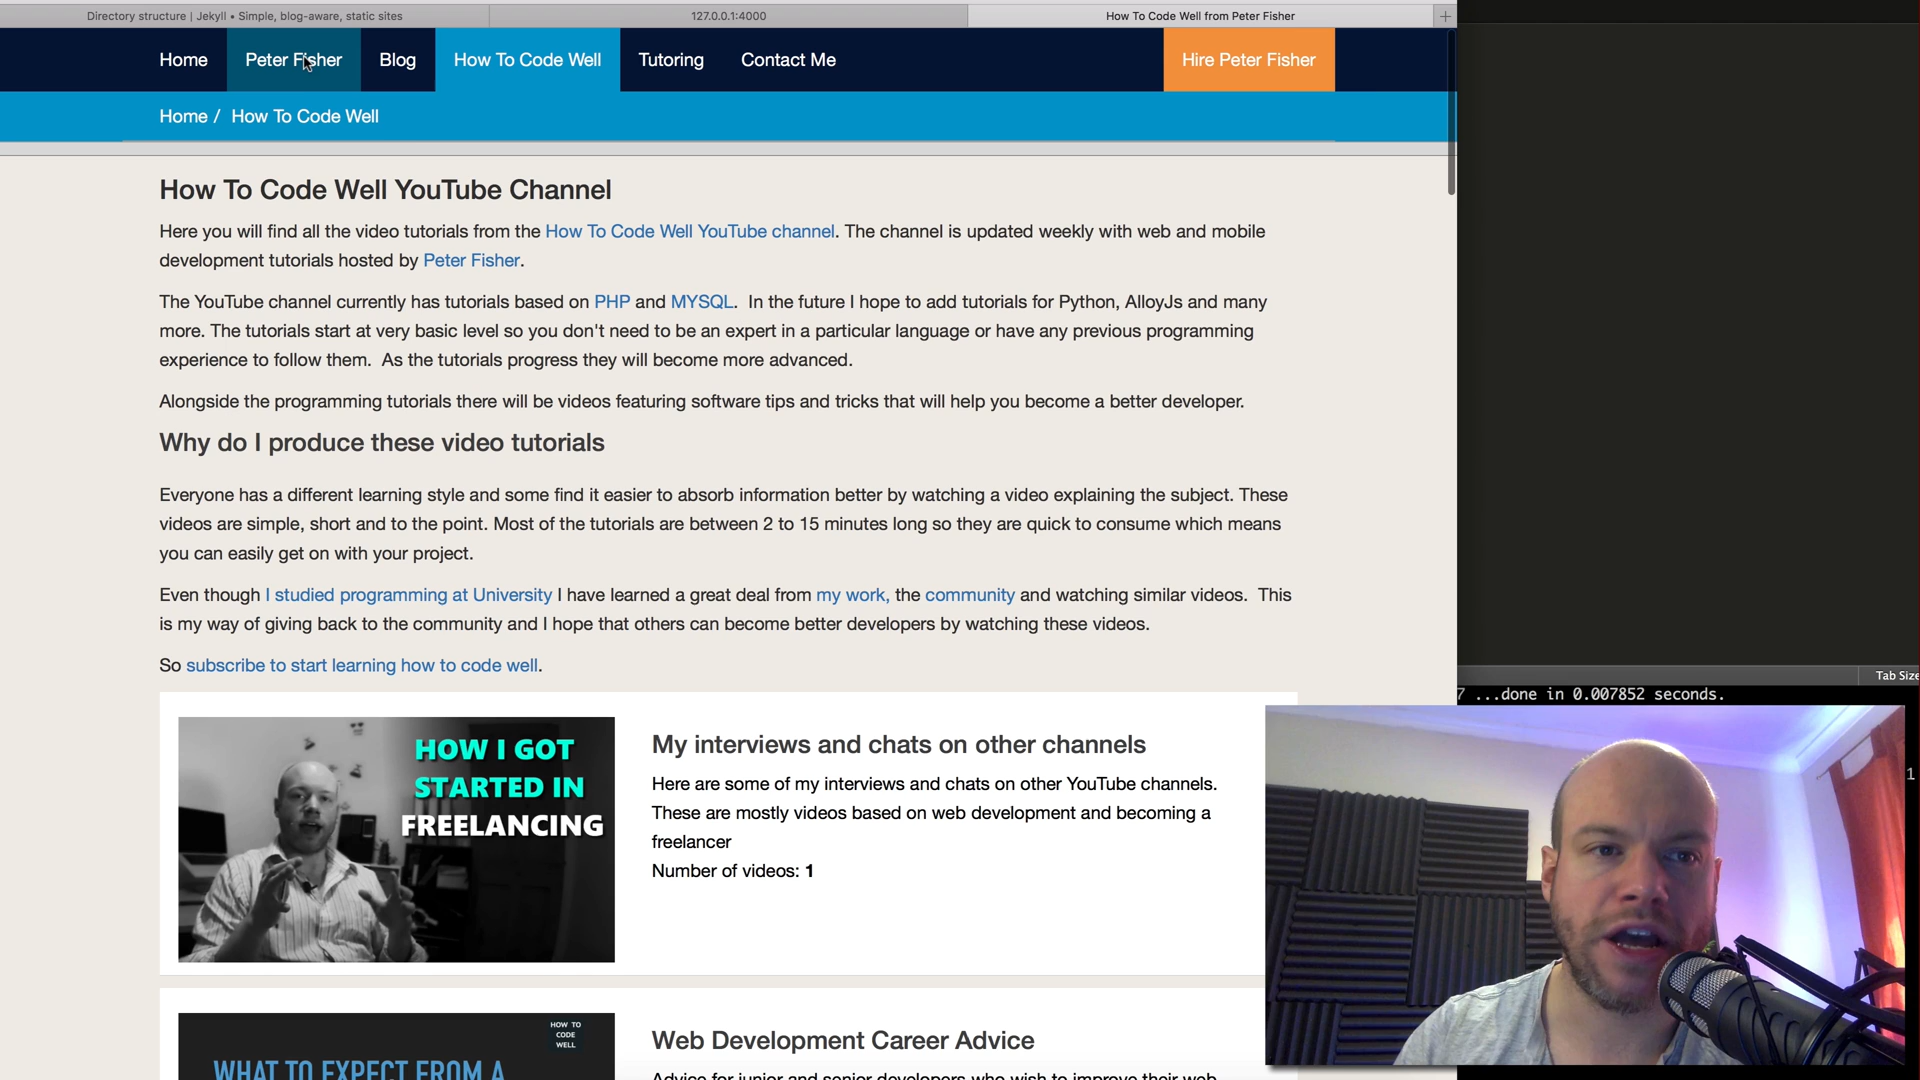 Directory structure | Jekyll • Simple, blog-aware, static sites
127.0.0.1:4000
How To Code Well from Peter Fisher
Home
Peter Fisher
Blog
How To Code Well
Tutoring
Contact Me
Hire Peter Fisher
Home / How To Code Well
How To Code Well YouTube Channel
Here you will find all the video tutorials from the How To Code Well YouTube channel. The channel is updated weekly with web and mobile
development tutorials hosted by Peter Fisher.
The YouTube channel currently has tutorials based on PHP and MYSQL. In the future I hope to add tutorials for Python, AlloyJs and many
more. The tutorials start at very basic level so you don't need to be an expert in a particular language or have any previous programming
experience to follow them. As the tutorials progress they will become more advanced.
Alongside the programming tutorials there will be videos featuring software tips and tricks that will help you become a better developer.
Why do I produce these video tutorials
Everyone has a different learning style and some find it easier to absorb information better by watching a video explaining the subject. These
videos are simple, short and to the point. Most of the tutorials are between 2 to 15 minutes long so they are quick to consume which means
you can easily get on with your project.
Even though I studied programming at University I have learned a great deal from my work, the community and watching similar videos. This
is my way of giving back to the community and I hope that others can become better developers by watching these videos.
So subscribe to start learning how to code well.
Tab Size
7 ...done in 0.007852 seconds.
1
HOW I GOT
STARTED IN
FREELANCING
My interviews and chats on other channels
Here are some of my interviews and chats on other YouTube channels.
These are mostly videos based on web development and becoming a
freelancer
Number of videos: 1
HOW TO
CODE
WELL
WHAT TO EXPECT FROM A
Web Development Career Advice
Advice for junior and senior developers who wish to improve their web